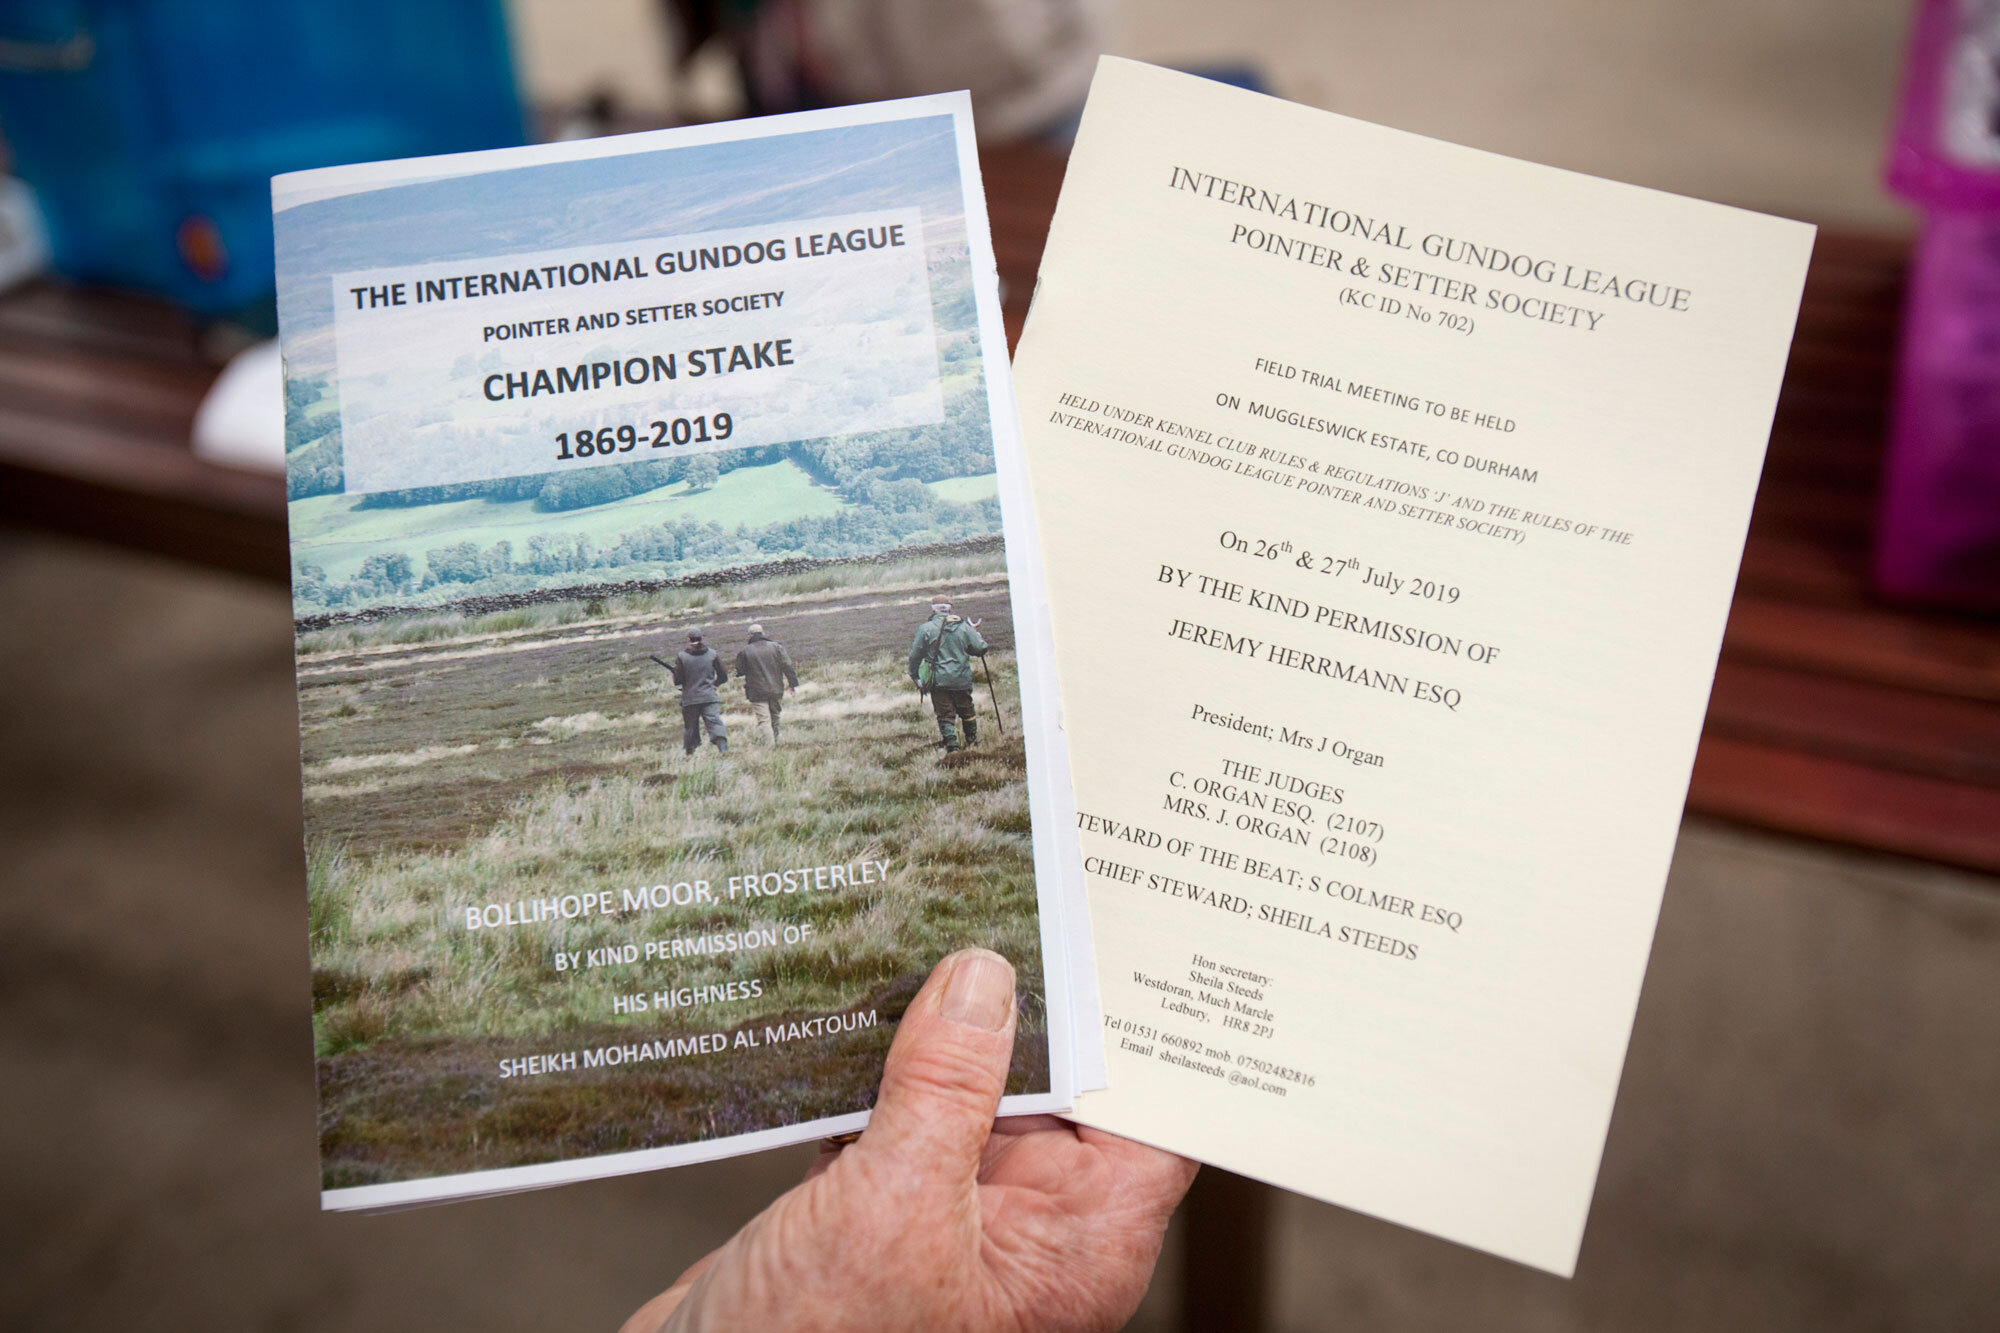 THE INTERNATIONAL GUNDOG LEAGUE
POINTER AND SETTER SOCIETY
CHAMPION STAKE
1869-2019
BOLLIHOPE MOOR, FROSTERLEY
BY KIND PERMISSION OF
HIS HIGHNESS
SHEIKH MOHAMMED AL MAKTOUM
INTERNATIONAL GUNDOG LEAGUE
POINTER & SETTER SOCIETY
(KC ID No 702)
FIELD TRIAL MEETING TO BE HELD
ON MUGGLESWICK ESTATE, CO DURHAM
HELD UNDER KENNEL CLUB RULES & REGULATIONS 'J' AND THE RULES OF THE
INTERNATIONAL GUNDOG LEAGUE POINTER AND SETTER SOCIETY)
On 26th & 27th July 2019
BY THE KIND PERMISSION OF
JEREMY HERRMANN ESQ
President; Mrs J Organ
THE JUDGES
C. ORGAN ESQ. (2107)
MRS. J. ORGAN (2108)
TEWARD OF THE BEAT; S COLMER ESQ
CHIEF STEWARD; SHEILA STEEDS
Hon secretary:
Sheila Steeds
Westdoran, Much Marcle
Ledbury, HR8 2PJ
Tel 01531 660892 mob. 07502482816
Email sheilasteeds @aol.com